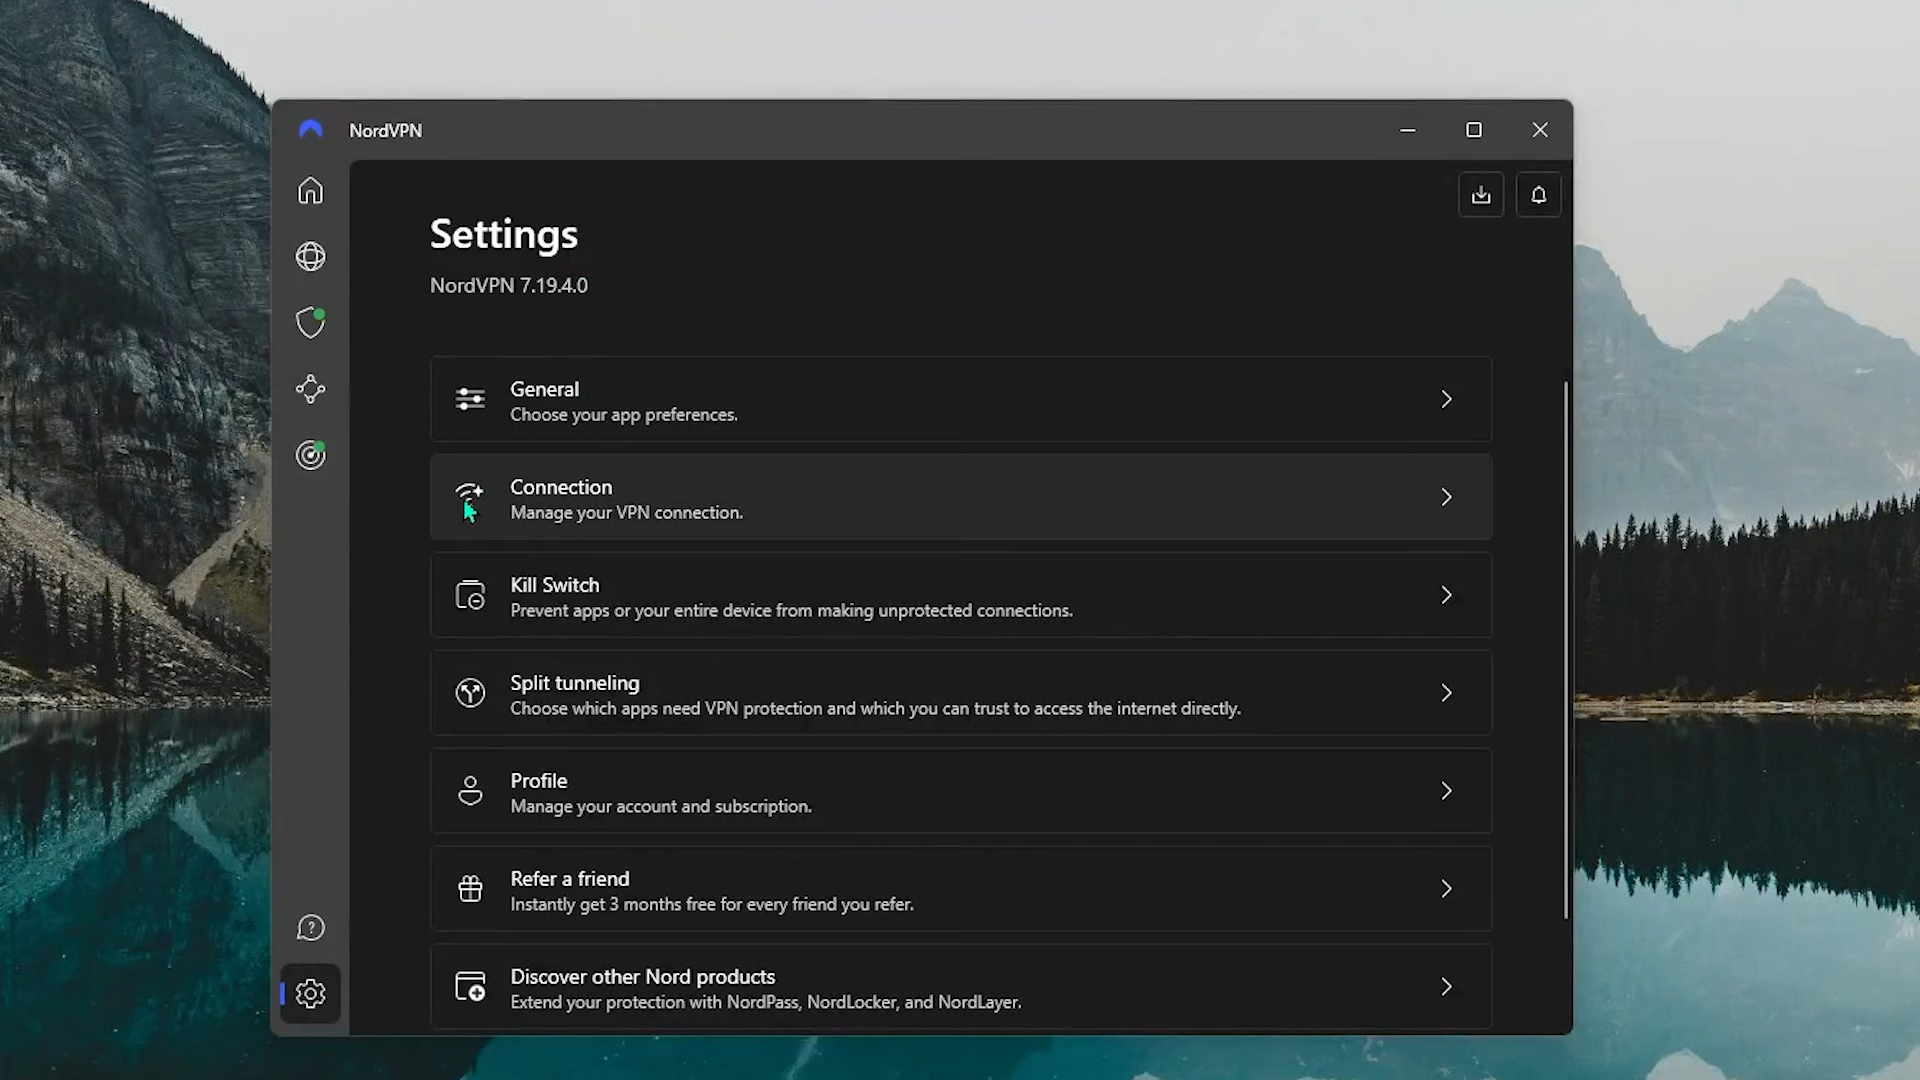 NordVPN
Settings
NordVPN 7.19.4.0
General
Choose your app preferences.
Connection
Manage your VPN connection.
Kill Switch
Prevent apps or your entire device from making unprotected connections.
Split tunneling
Choose which apps need VPN protection and which you can trust to access the internet directly.
Profile
Manage your account and subscription.
Refer a friend
Instantly get 3 months free for every friend you refer.
Discover other Nord products
Extend your protection with NordPass, NordLocker, and NordLayer.